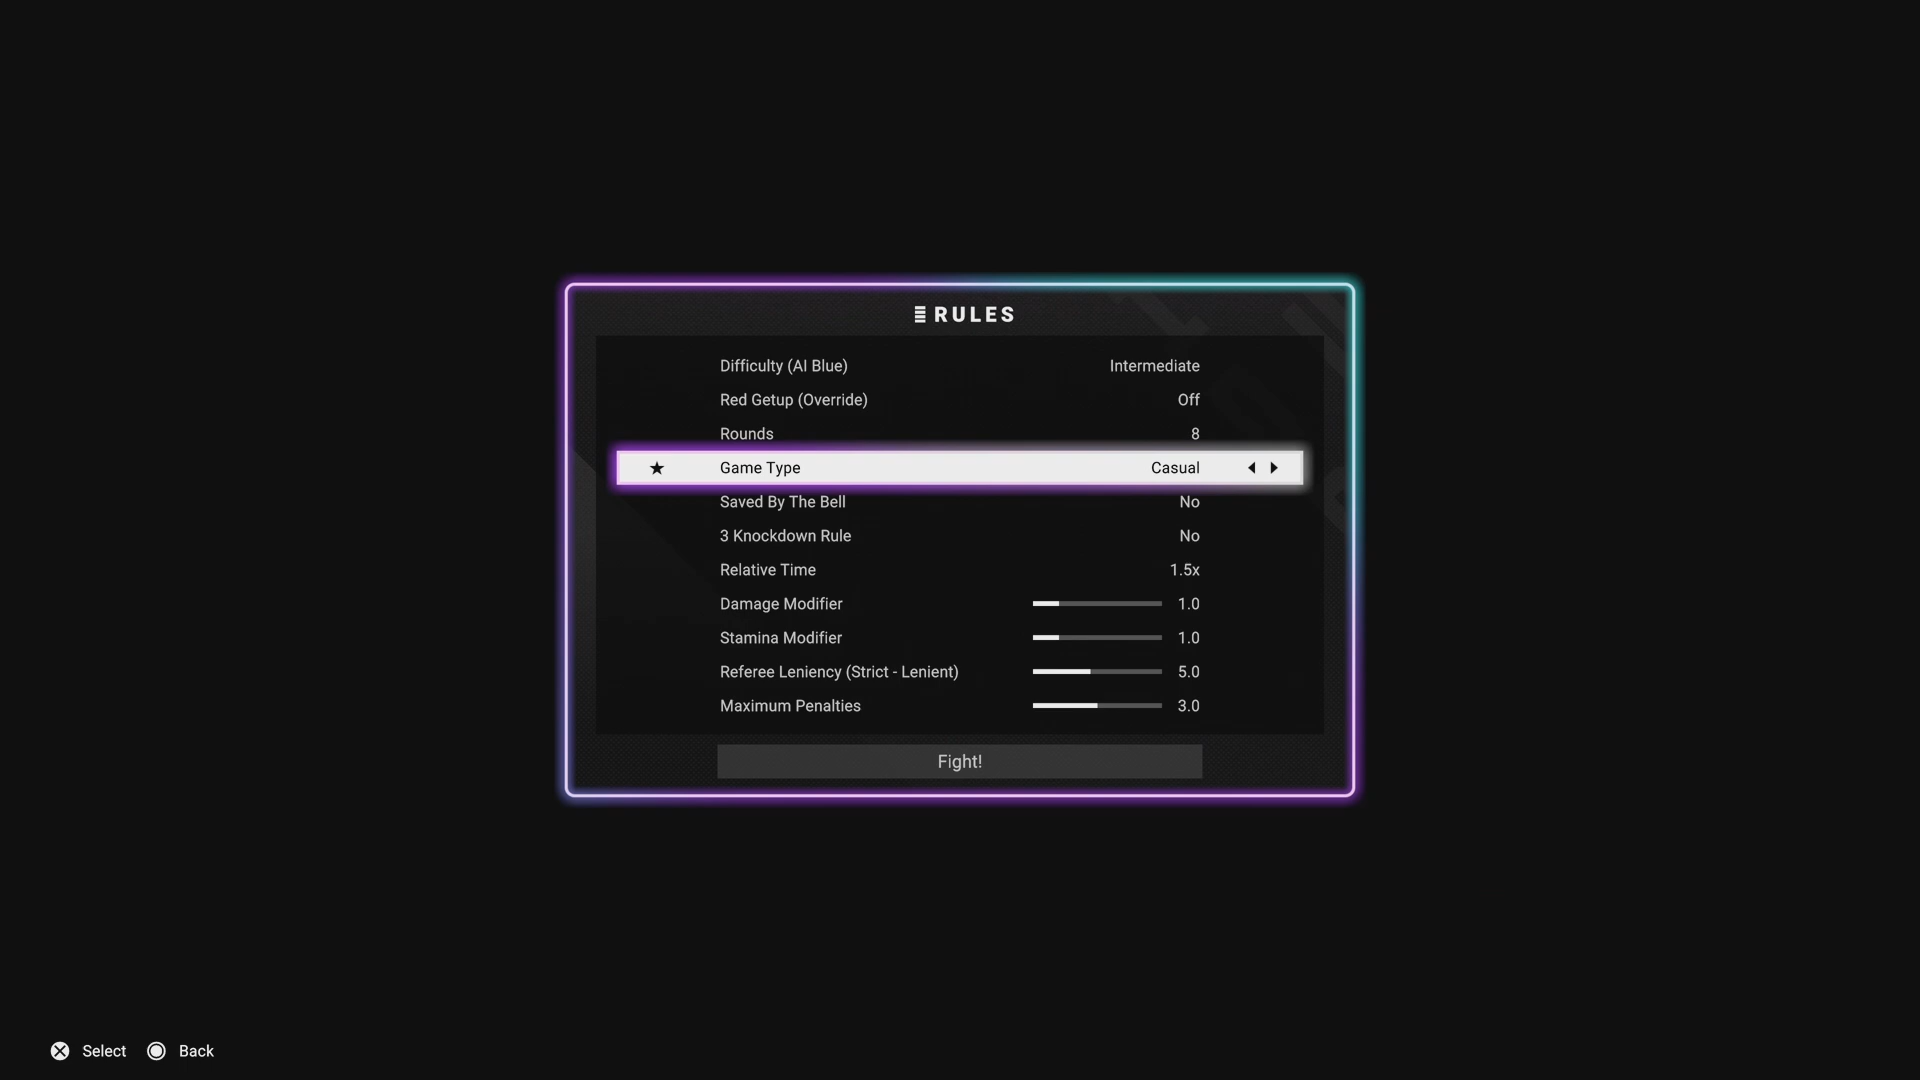 RULES
Difficulty (AI Blue) Intermediate
Red Getup (Override) Off
Rounds 8
Game Type Casual
Saved By The Bell No
3 Knockdown Rule No
Relative Time 1.5x
Damage Modifier 1.0
Stamina Modifier 1.0
Referee Leniency (Strict - Lenient) 5.0
Maximum Penalties 3.0
Fight!
Select Back